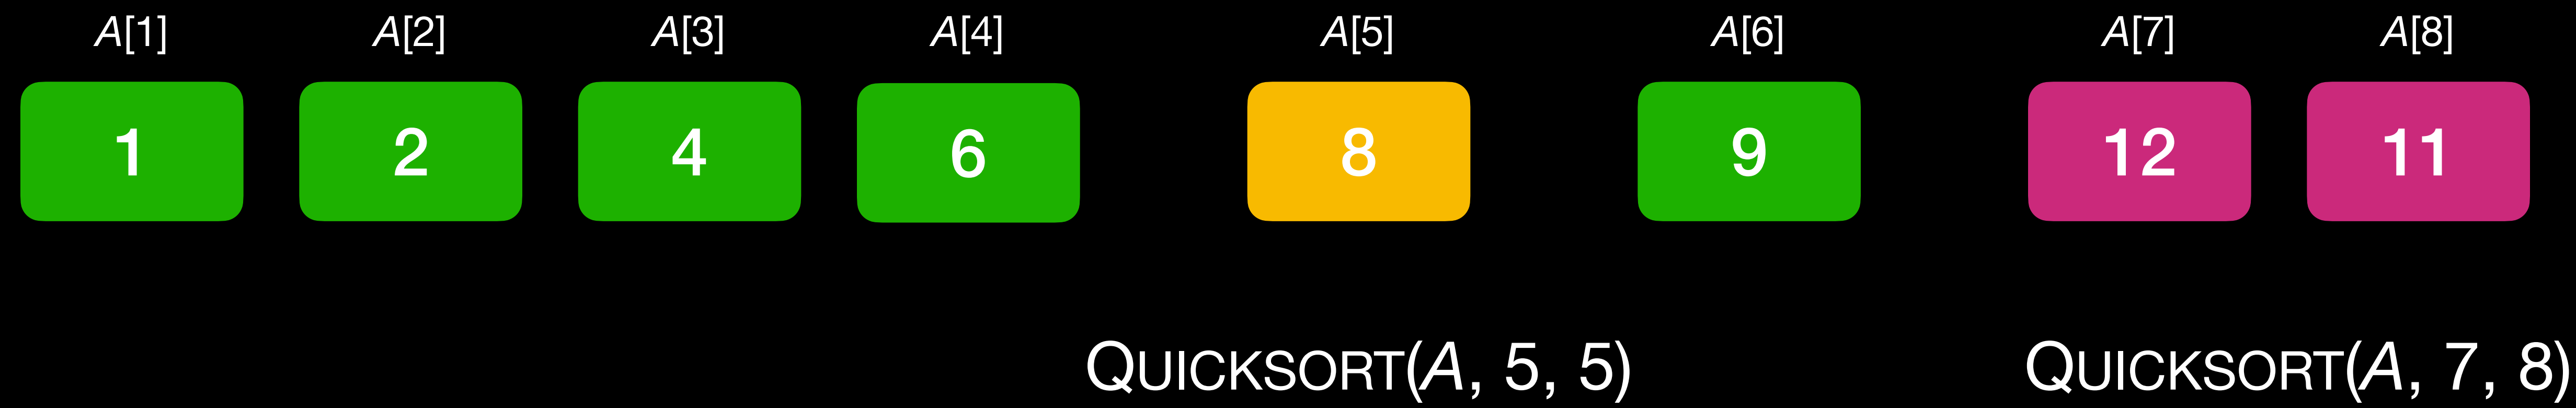 A[1] A[2] A[3] A[4] A[5] A[6] A[7] A[8]
1 2 4 6 8 9 12 11
QUICKSORT(A, 5, 5) QUICKSORT(A, 7, 8)